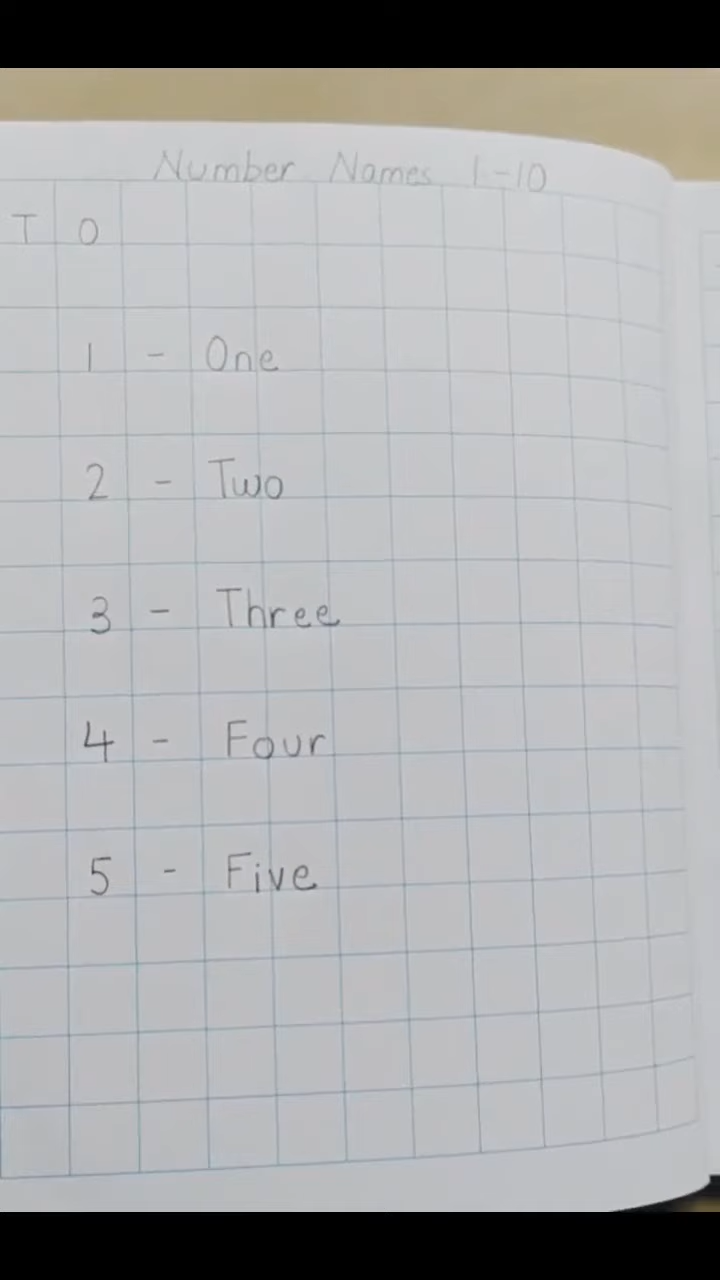 Number Names 1-10
T O
1 - One
2 - Two
3 - Three
4 - Four
5 - Five